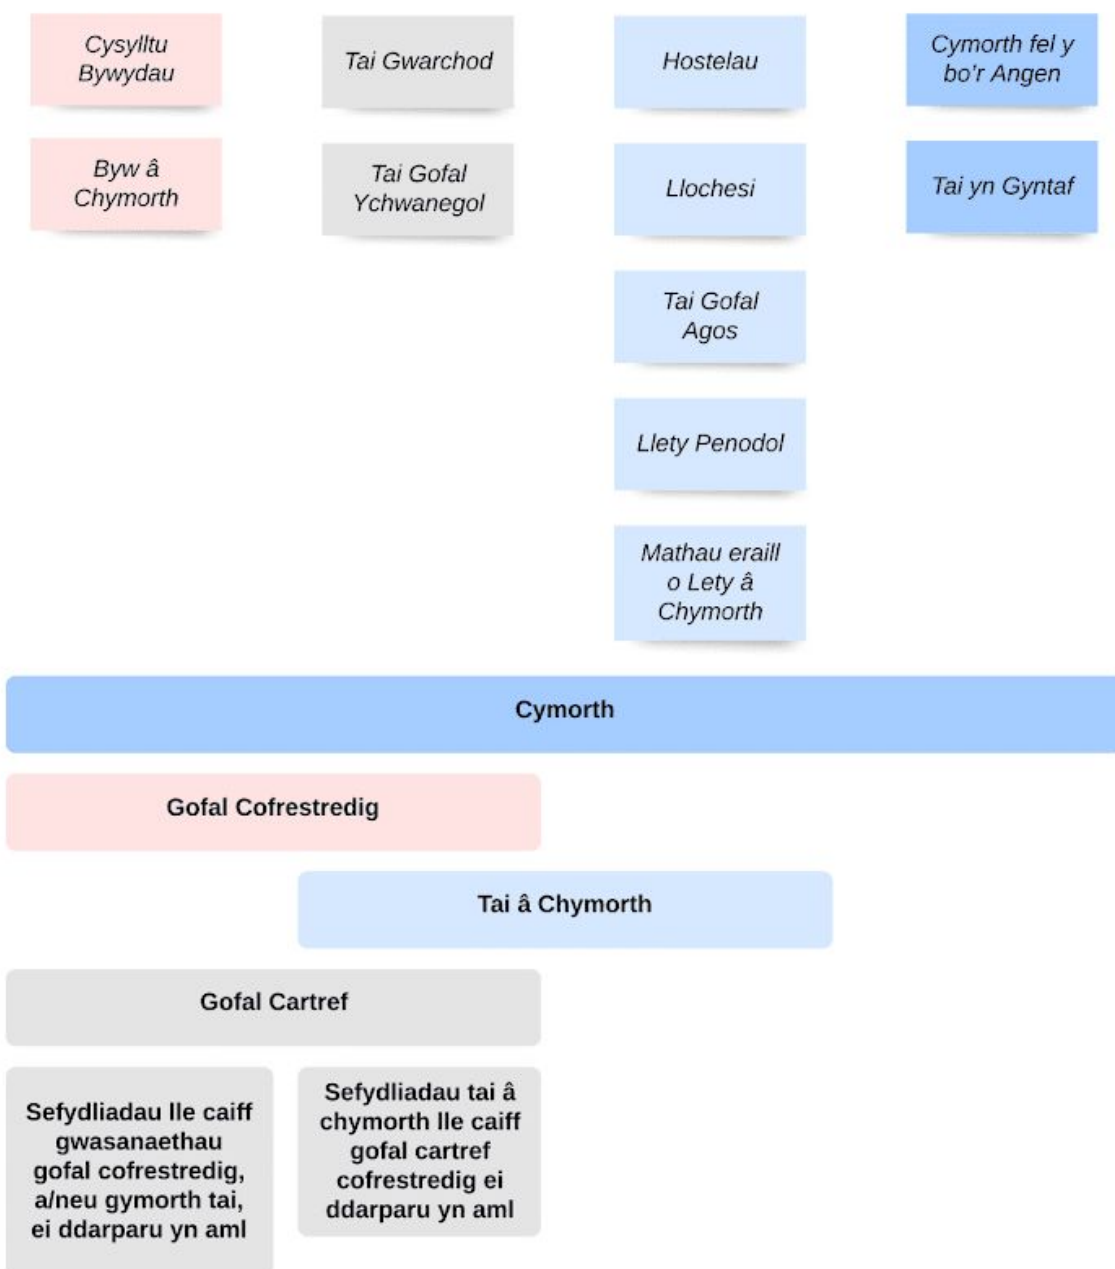 Cysylltu
Bywydau
Byw â
Chymorth
Tai Gwarchod
Tai Gofal
Ychwanegol
Hostelau
Llochesi
Tai Gofal
Agos
Llety Penodol
Mathau eraill
o Lety â
Chymorth
Cymorth fel y
bo'r Angen
Tai yn Gyntaf
Cymorth
Gofal Cofrestredig
Tai â Chymorth
Gofal Cartref
Sefydliadau lle caiff
gwasanaethau
gofal cofrestredig,
a/neu gymorth tai,
ei ddarparu yn aml
Sefydliadau tai â
chymorth lle caiff
gofal cartref
cofrestredig ei
ddarparu yn aml